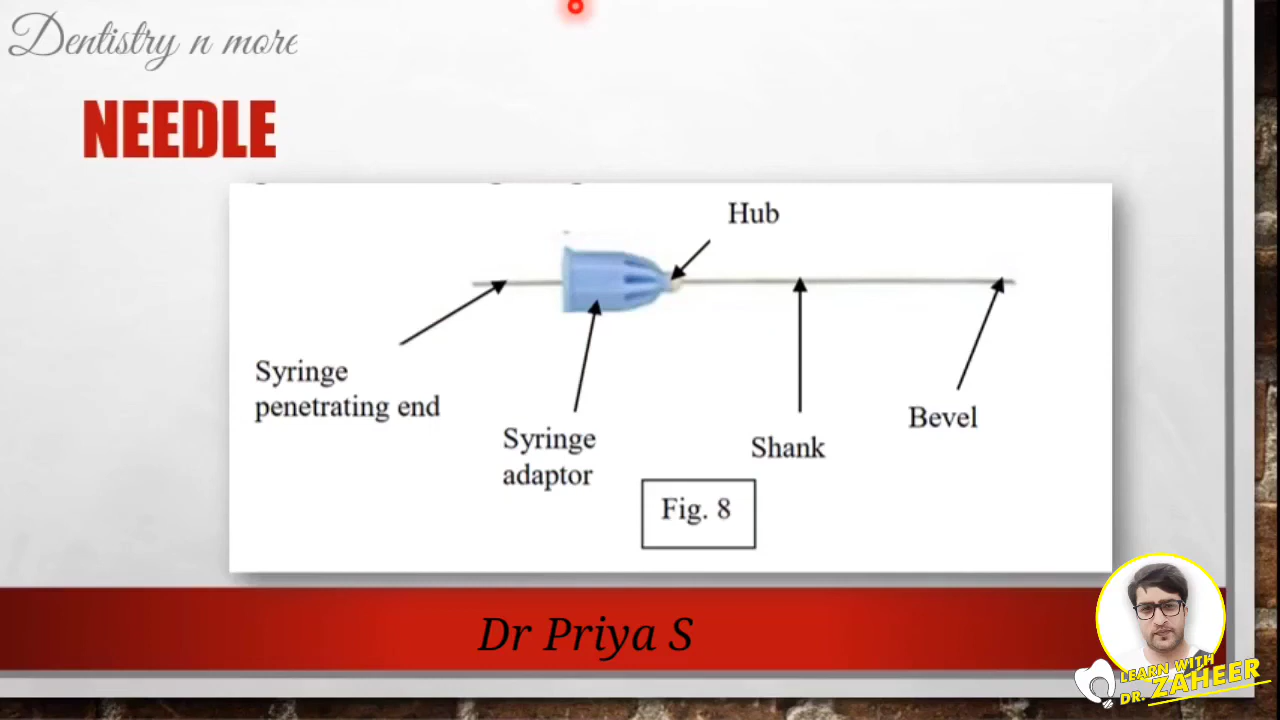 Dentistry n more
NEEDLE
Hub
Syringe
penetrating end
Syringe
adaptor
Shank
Bevel
Fig. 8
Dr Priya S
LEARN WITH
DR. ZAHEER